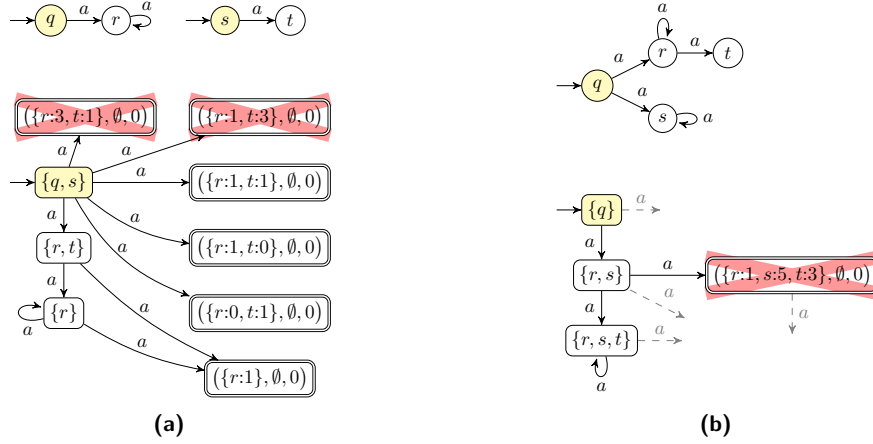 q a r a s a t
({r:3, t:1}, ∅, 0) ({r:1, t:3}, ∅, 0)
a a
{q, s} a ({r:1, t:1}, ∅, 0)
a a
{r, t} ({r:1, t:0}, ∅, 0)
a a
a {r} ({r:0, t:1}, ∅, 0)
a a
({r:1}, ∅, 0)
(a)
a
r a t
a
q
a
s a
{q} a
a
{r, s} a ({r:1, s:5, t:3}, ∅, 0)
a a a
{r, s, t} a
a
(b)